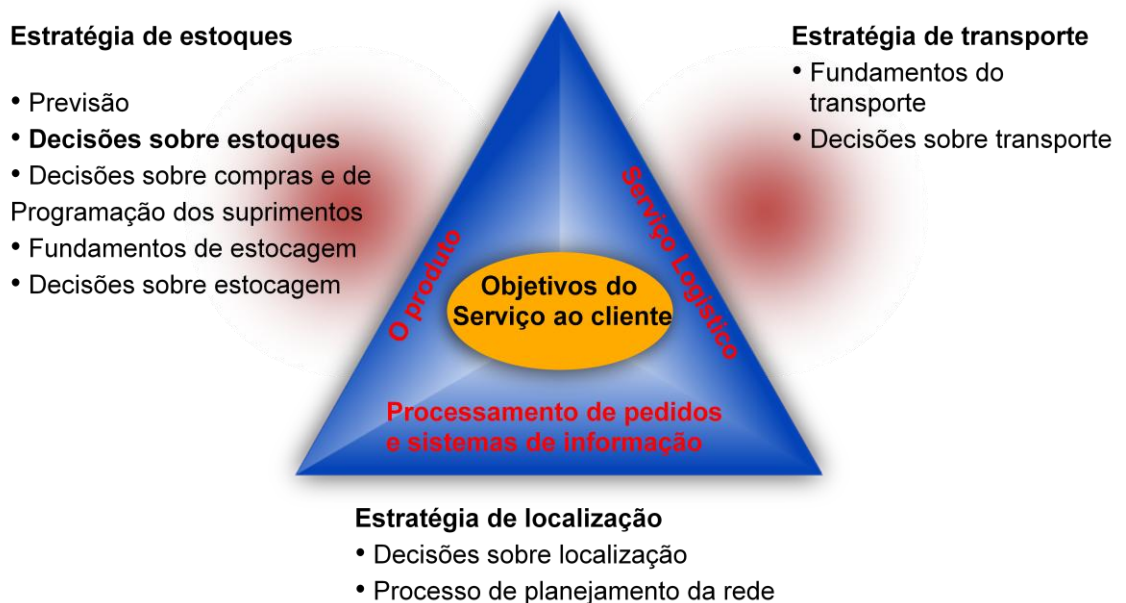 Estratégia de estoques
• Previsão
• Decisões sobre estoques
• Decisões sobre compras e de
Programação dos suprimentos
• Fundamentos de estocagem
• Decisões sobre estocagem
Estratégia de transporte
• Fundamentos do
transporte
• Decisões sobre transporte
O produto
Serviço Logístico
Objetivos do
Serviço ao cliente
Processamento de pedidos
e sistemas de informação
Estratégia de localização
• Decisões sobre localização
• Processo de planejamento da rede